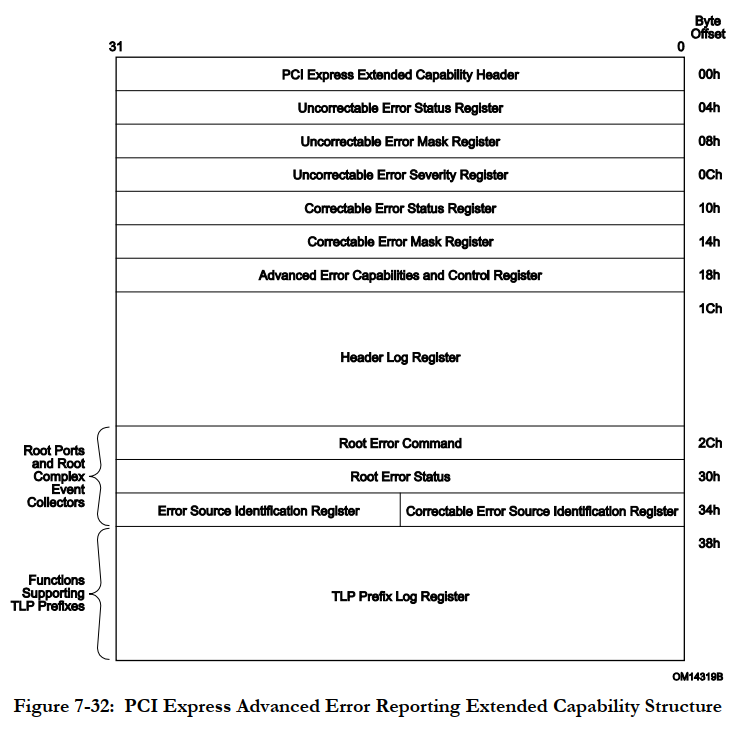 Byte
Offset
31
0
PCI Express Extended Capability Header
00h
Uncorrectable Error Status Register
04h
Uncorrectable Error Mask Register
08h
Uncorrectable Error Severity Register
0Ch
Correctable Error Status Register
10h
Correctable Error Mask Register
14h
Advanced Error Capabilities and Control Register
18h
1Ch
Header Log Register
Root Ports
and Root
Complex
Event
Collectors
Root Error Command
2Ch
Root Error Status
30h
Error Source Identification Register
Correctable Error Source Identification Register
34h
38h
Functions
Supporting
TLP Prefixes
TLP Prefix Log Register
OM14319B
Figure 7-32: PCI Express Advanced Error Reporting Extended Capability Structure